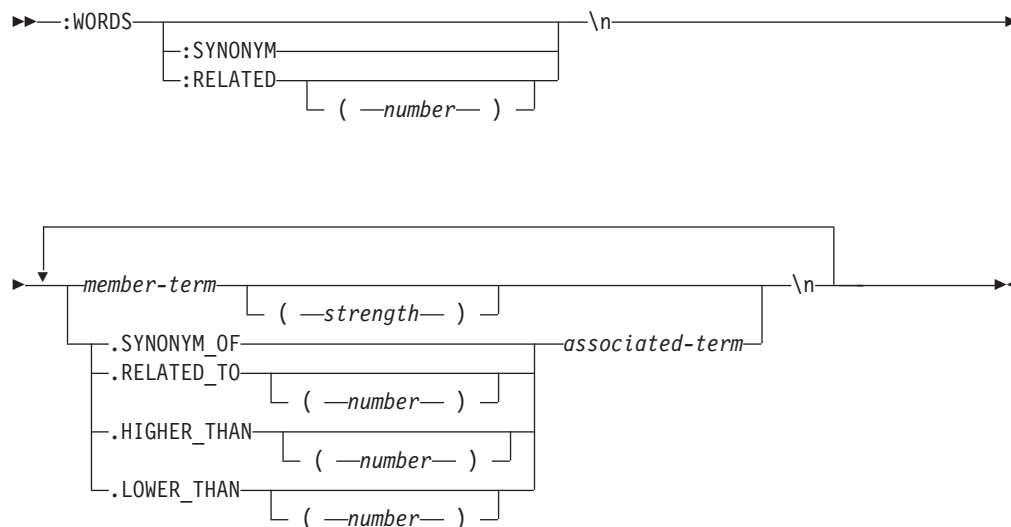 :WORDS \n
:SYNONYM
:RELATED
( number )
member-term \n
( strength )
.SYNONYM_OF associated-term
.RELATED_TO
( number )
.HIGHER_THAN
( number )
.LOWER_THAN
( number )